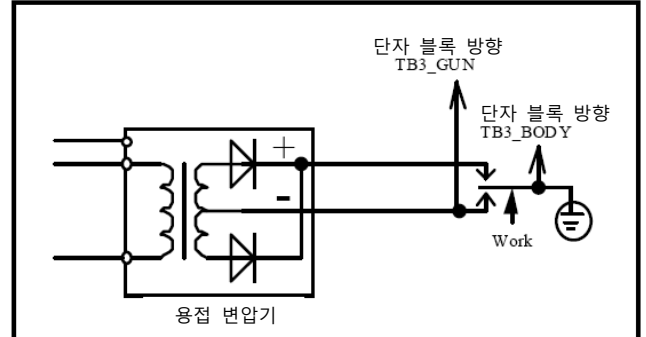 단자 블록 방향
TB3_GUN
단자 블록 방향
TB3_BODY
+
-
Work
용접 변압기